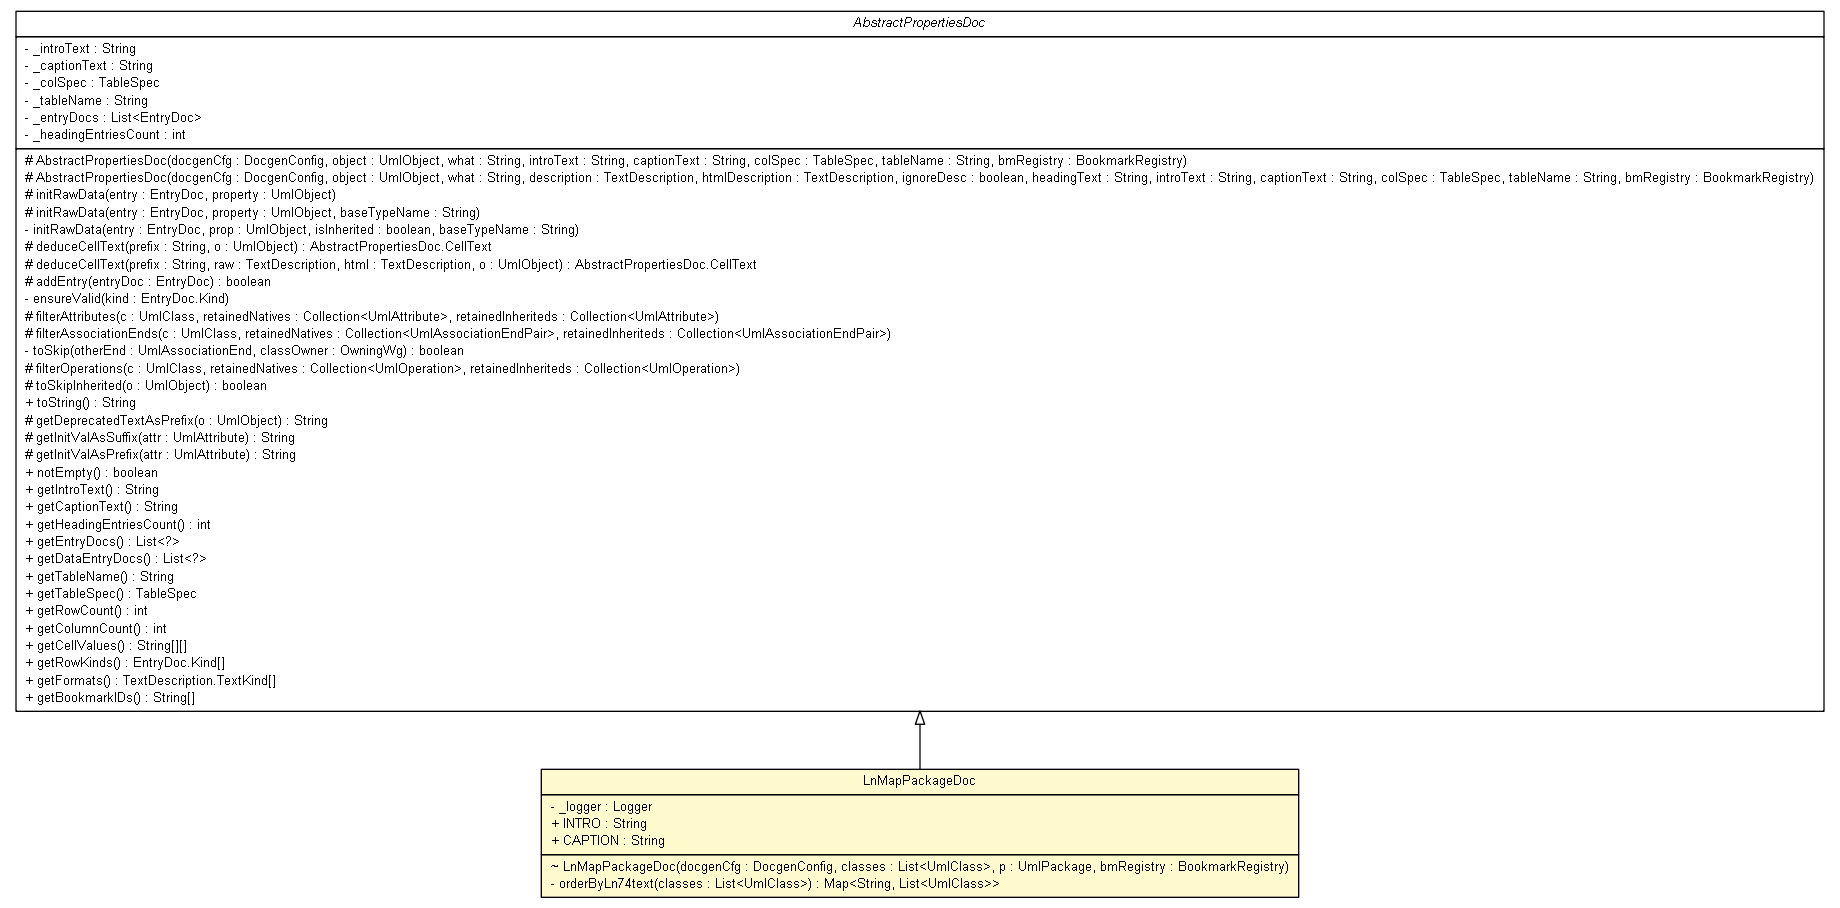 AbstractPropertiesDoc
- _introText : String
- _captionText : String
- _colSpec : TableSpec
- _tableName : String
- _entryDocs : List<EntryDoc>
- _headingEntriesCount : int
# AbstractPropertiesDoc(docgenCfg : DocgenConfig, object : UmlObject, what : String, introText : String, captionText : String, colSpec : TableSpec, tableName : String, bmRegistry : BookmarkRegistry)
# AbstractPropertiesDoc(docgenCfg : DocgenConfig, object : UmlObject, what : String, description : TextDescription, htmlDescription : TextDescription, ignoreDesc : boolean, headingText : String, introText : String, captionText : String, colSpec : TableSpec, tableName : String, bmRegistry : BookmarkRegistry)
# initRawData(entry : EntryDoc, property : UmlObject)
# initRawData(entry : EntryDoc, property : UmlObject, baseTypeName : String)
- initRawData(entry : EntryDoc, prop : UmlObject, isInherited : boolean, baseTypeName : String)
# deduceCellText(prefix : String, o : UmlObject) : AbstractPropertiesDoc.CellText
# deduceCellText(prefix : String, raw : TextDescription, html : TextDescription, o : UmlObject) : AbstractPropertiesDoc.CellText
# addEntry(entryDoc : EntryDoc) : boolean
- ensureValid(kind : EntryDoc.Kind)
# filterAttributes(c : UmlClass, retainedNatives : Collection<UmlAttribute>, retainedInheriteds : Collection<UmlAttribute>)
# filterAssociationEnds(c : UmlClass, retainedNatives : Collection<UmlAssociationEndPair>, retainedInheriteds : Collection<UmlAssociationEndPair>)
- toSkip(otherEnd : UmlAssociationEnd, classOwner : OwningWg) : boolean
# filterOperations(c : UmlClass, retainedNatives : Collection<UmlOperation>, retainedInheriteds : Collection<UmlOperation>)
# toSkipInherited(o : UmlObject) : boolean
+ toString() : String
# getDeprecatedTextAsPrefix(o : UmlObject) : String
# getInitValAsSuffix(attr : UmlAttribute) : String
# getInitValAsPrefix(attr : UmlAttribute) : String
+ notEmpty() : boolean
+ getIntroText() : String
+ getCaptionText() : String
+ getHeadingEntriesCount() : int
+ getEntryDocs() : List<?>
+ getDataEntryDocs() : List<?>
+ getTableName() : String
+ getTableSpec() : TableSpec
+ getRowCount() : int
+ getColumnCount() : int
+ getCellValues() : String[][]
+ getRowKinds() : EntryDoc.Kind[]
+ getFormats() : TextDescription.TextKind[]
+ getBookmarkIDs() : String[]
LnMapPackageDoc
- _logger : Logger
+ INTRO : String
+ CAPTION : String
~ LnMapPackageDoc(docgenCfg : DocgenConfig, classes : List<UmlClass>, p : UmlPackage, bmRegistry : BookmarkRegistry)
- orderByLn74text(classes : List<UmlClass>) : Map<String, List<UmlClass>>